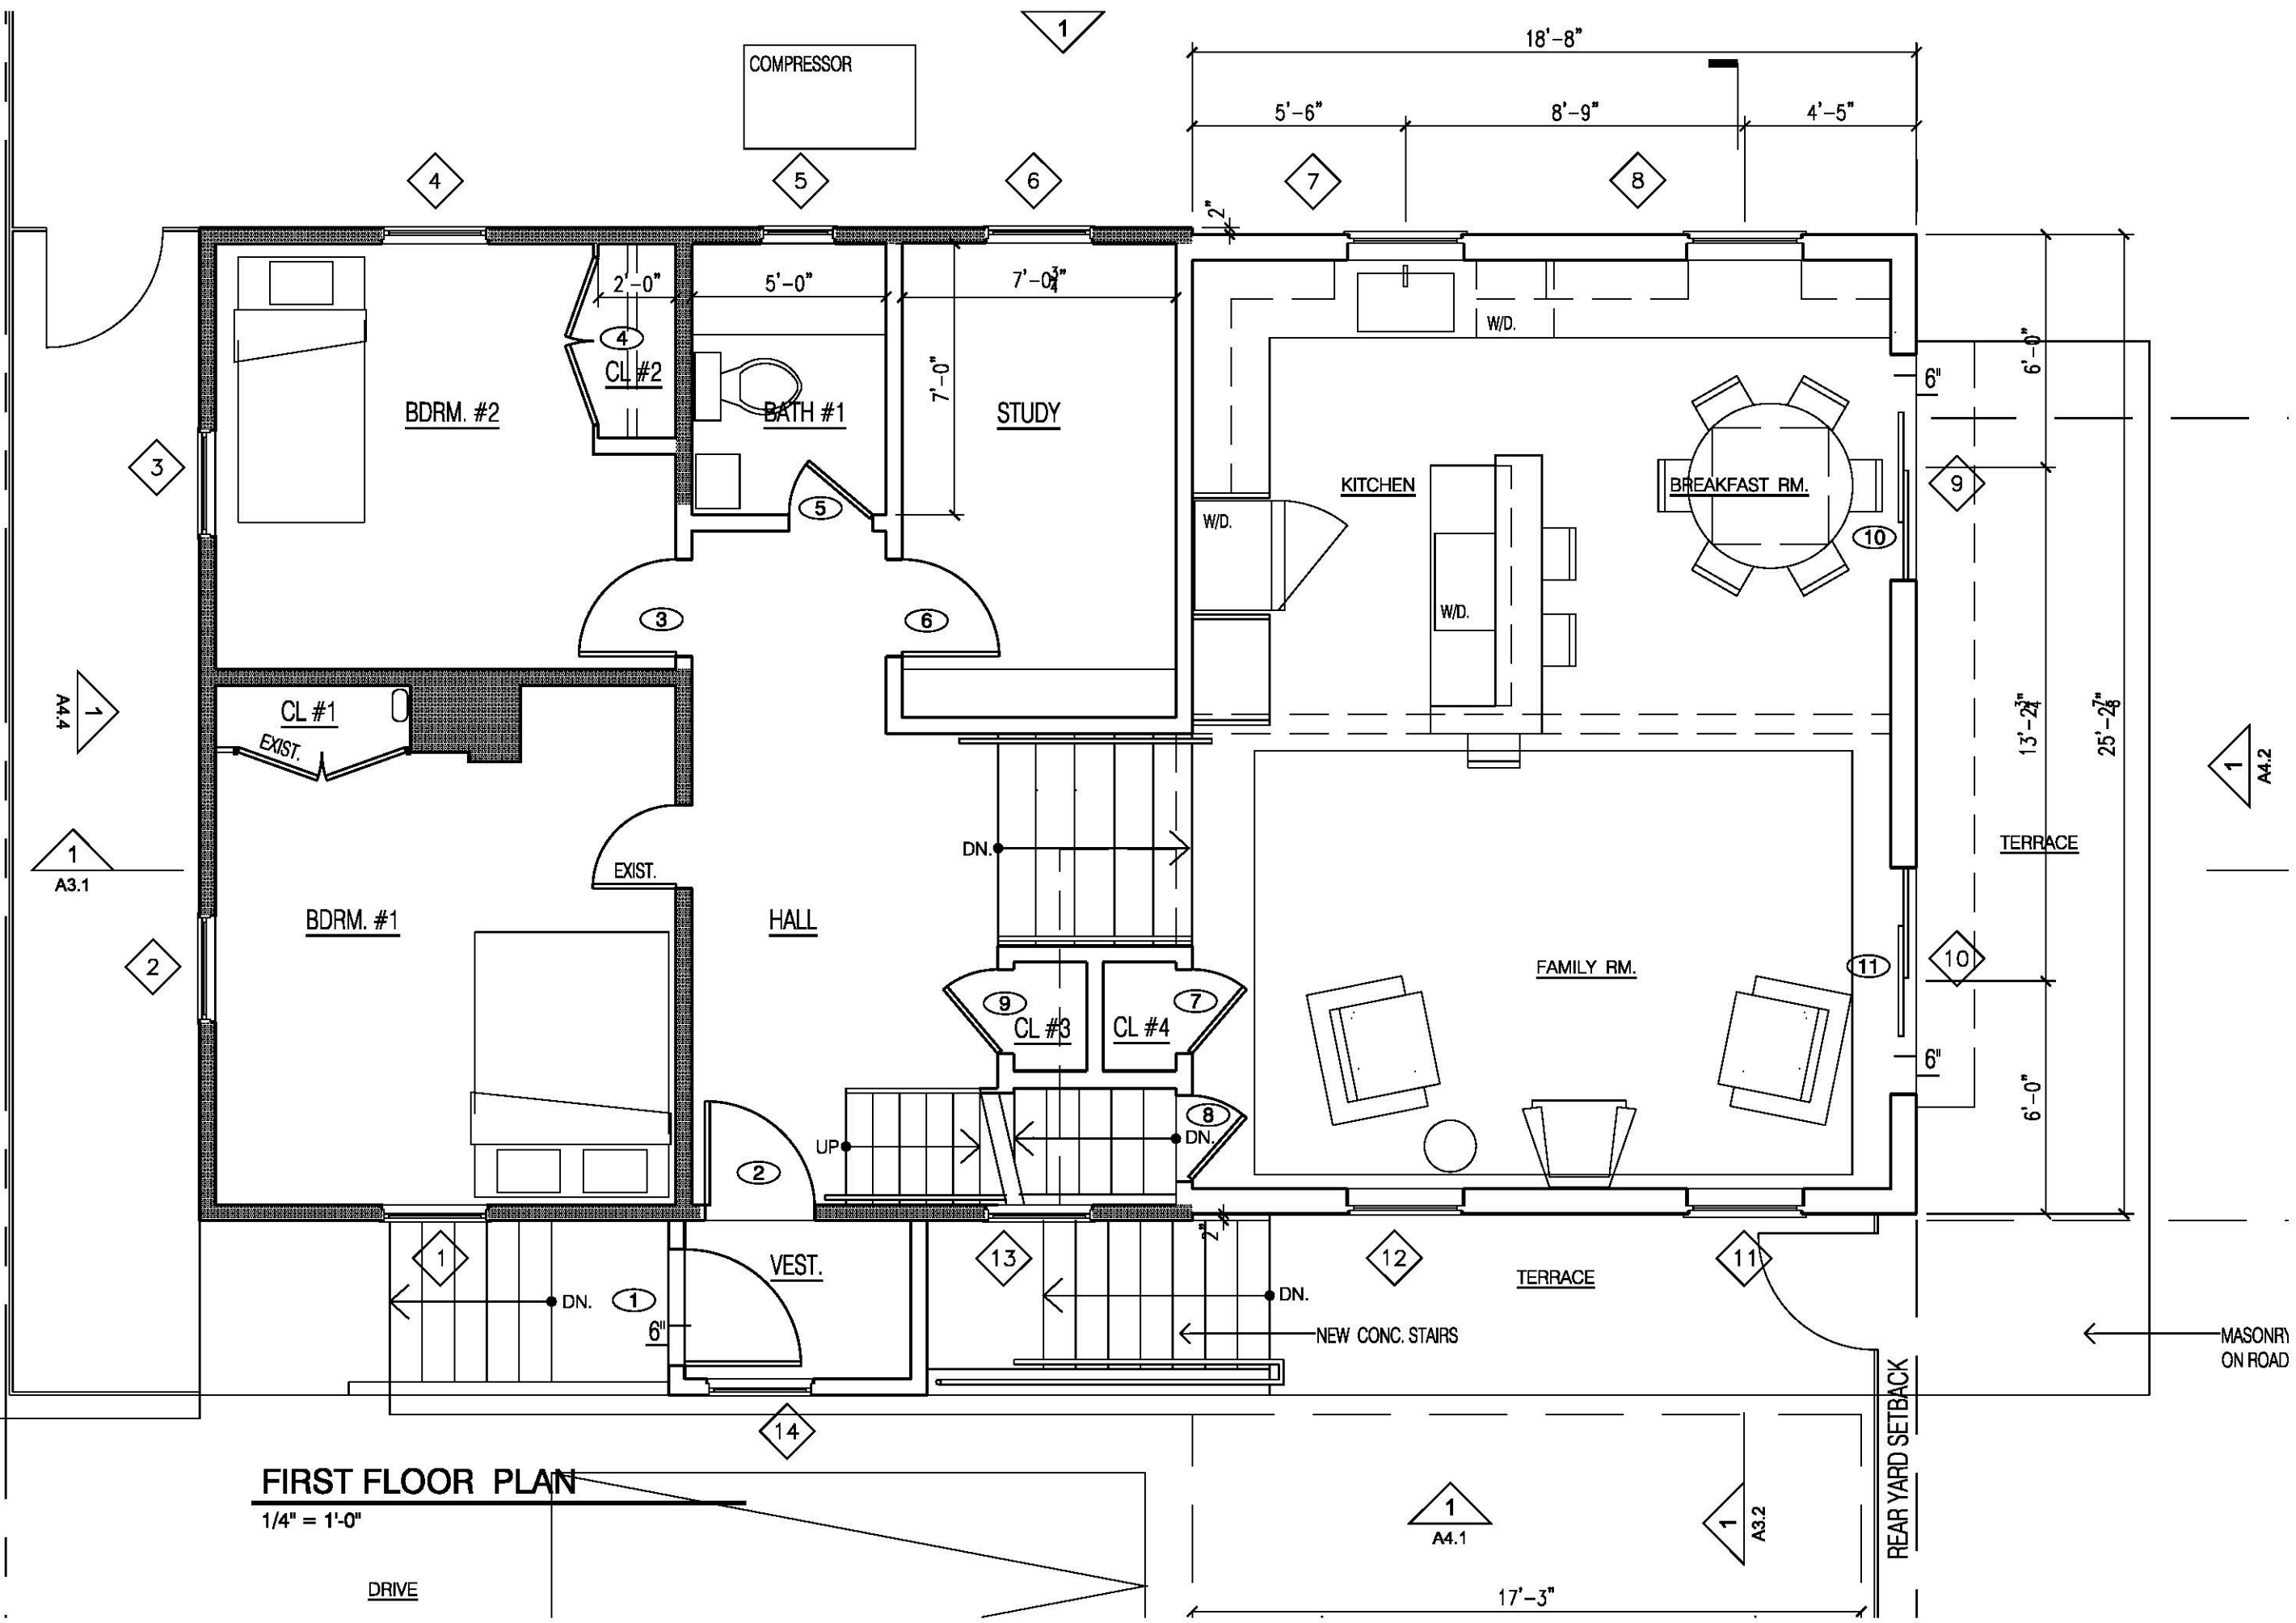 1
18'-8"
COMPRESSOR
5'-6"
8'-9"
4'-5"
4
5
6
7
8
2"
2'-0"
5'-0"
7'-0¾"
W/D.
4
CL #2
7'-0"
6'-0"
6"
BDRM. #2
BATH #1
STUDY
3
KITCHEN
BREAKFAST RM.
9
5
W/D.
10
W/D.
3
6
A4.4
1
CL #1
EXIST.
13'-2¾"
25'-2⅞"
1
A4.2
1
A3.1
DN.
TERRACE
EXIST.
BDRM. #1
HALL
2
FAMILY RM.
11
10
9
CL #3
7
CL #4
6"
6'-0"
8
UP
DN.
2
2"
1
VEST.
13
12
11
TERRACE
DN.
1
6"
DN.
NEW CONC. STAIRS
MASONRY
ON ROAD
14
REAR YARD SETBACK
FIRST FLOOR PLAN
1/4" = 1'-0"
1
A4.1
1
A3.2
DRIVE
17'-3"